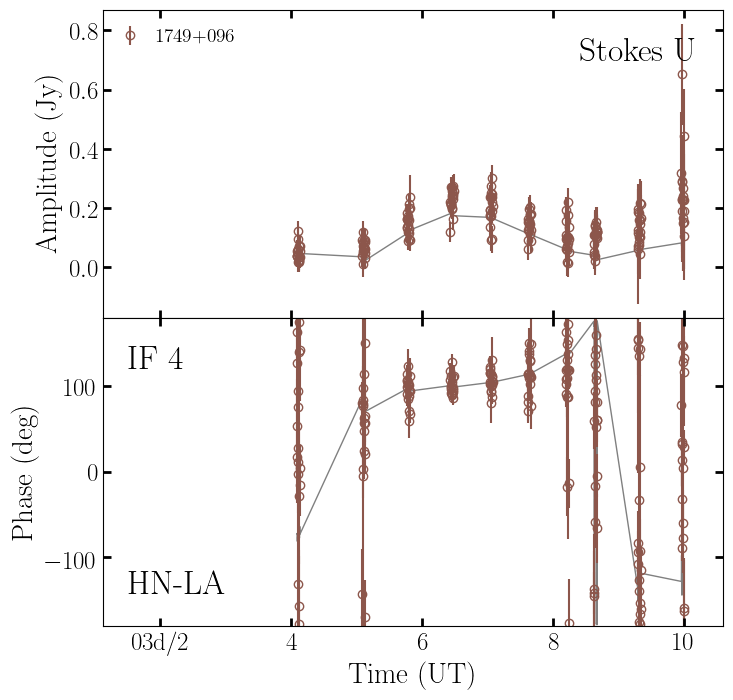 0.8
1749+096
Stokes U
0.6
0.4
0.2
0.0
Amplitude (Jy)
IF 4
100
0
−100
Phase (deg)
HN-LA
03d/2 4 6 8 10
Time (UT)